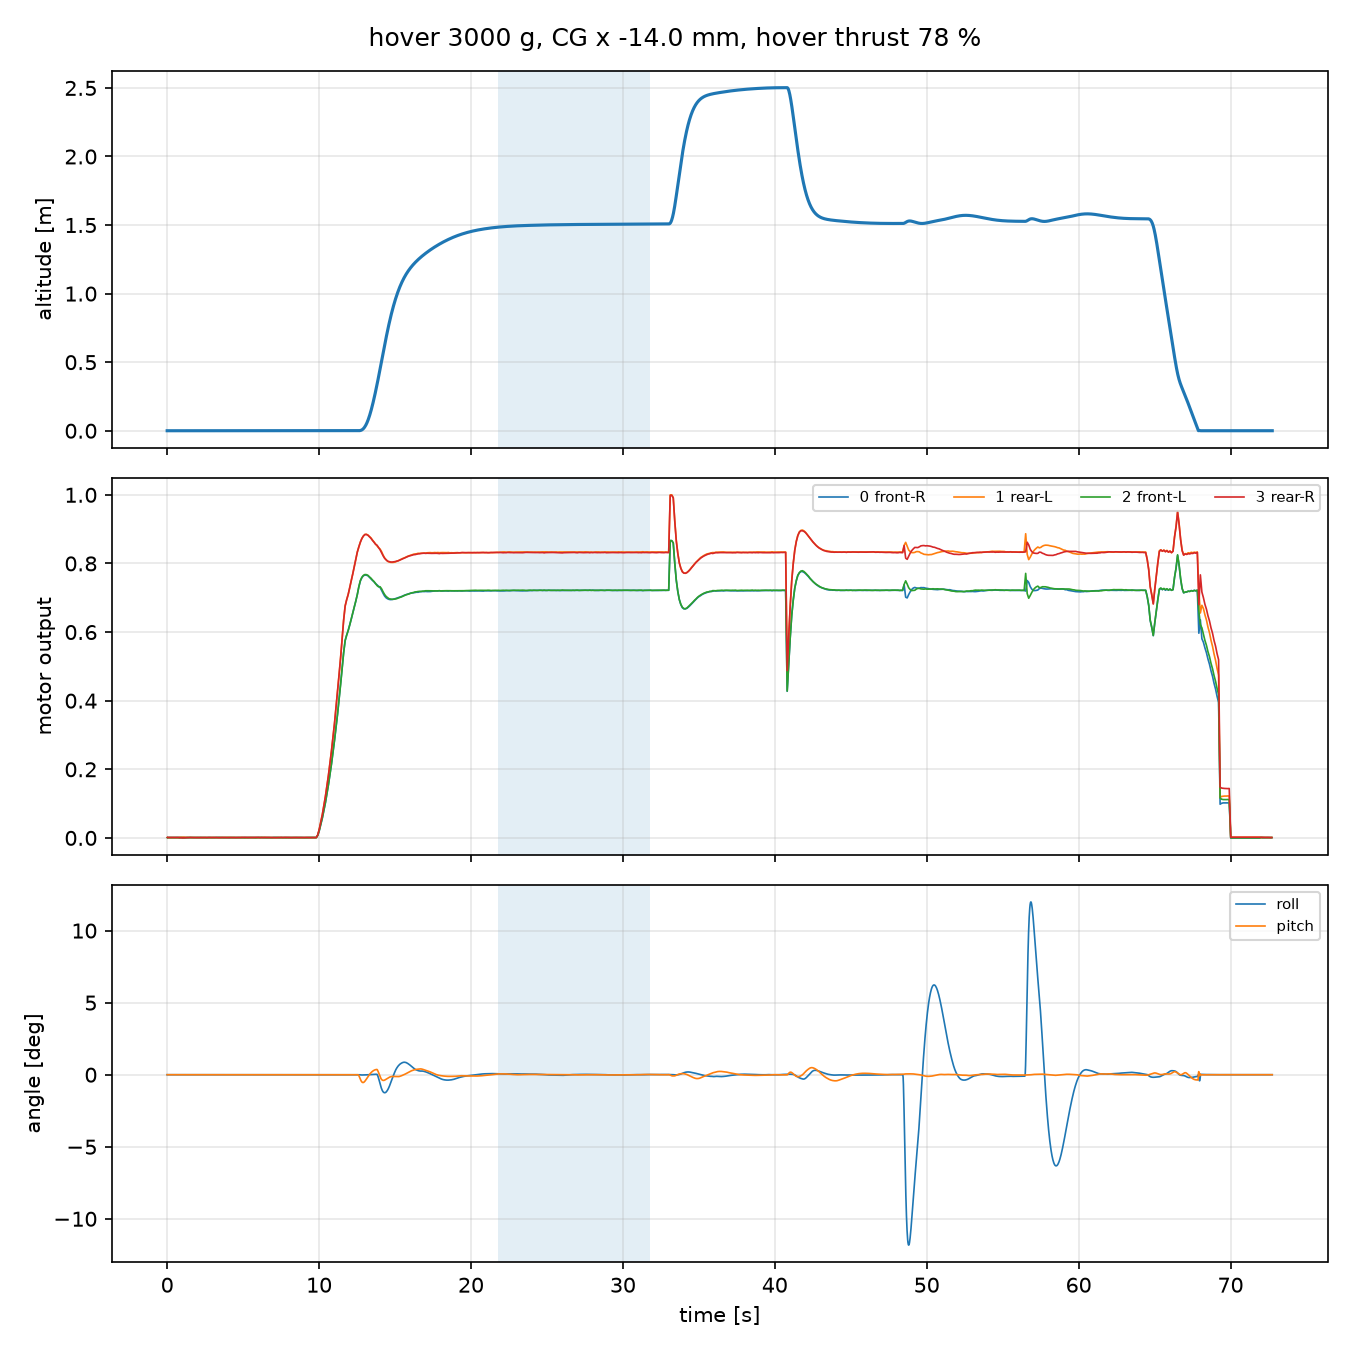 hover 3000 g, CG x -14.0 mm, hover thrust 78 %
2.5
2.0
1.5
1.0
0.5
0.0
altitude [m]
0 front-R 1 rear-L 2 front-L 3 rear-R
1.0
0.8
0.6
0.4
0.2
0.0
motor output
roll
pitch
10
5
0
−5
−10
angle [deg]
0 10 20 30 40 50 60 70
time [s]